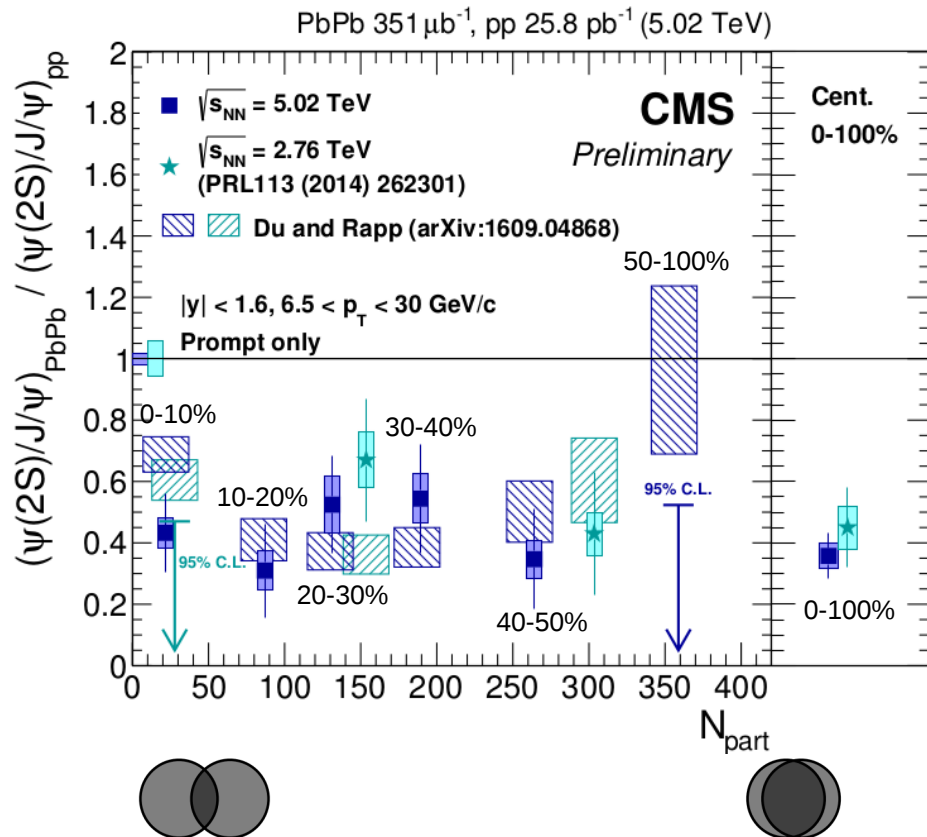 PbPb 351 μb⁻¹, pp 25.8 pb⁻¹ (5.02 TeV)
(ψ(2S)/J/ψ)PbPb / (ψ(2S)/J/ψ)pp
2
1.8
1.6
1.4
1.2
1
0.8
0.6
0.4
0.2
0
√sNN = 5.02 TeV
√sNN = 2.76 TeV
(PRL113 (2014) 262301)
Du and Rapp (arXiv:1609.04868)
CMS
Preliminary
Cent.
0-100%
|y| < 1.6, 6.5 < pT < 30 GeV/c
Prompt only
50-100%
0-10%
30-40%
10-20%
95% C.L.
95% C.L.
20-30%
40-50%
0-100%
0 50 100 150 200 250 300 350 400
Npart